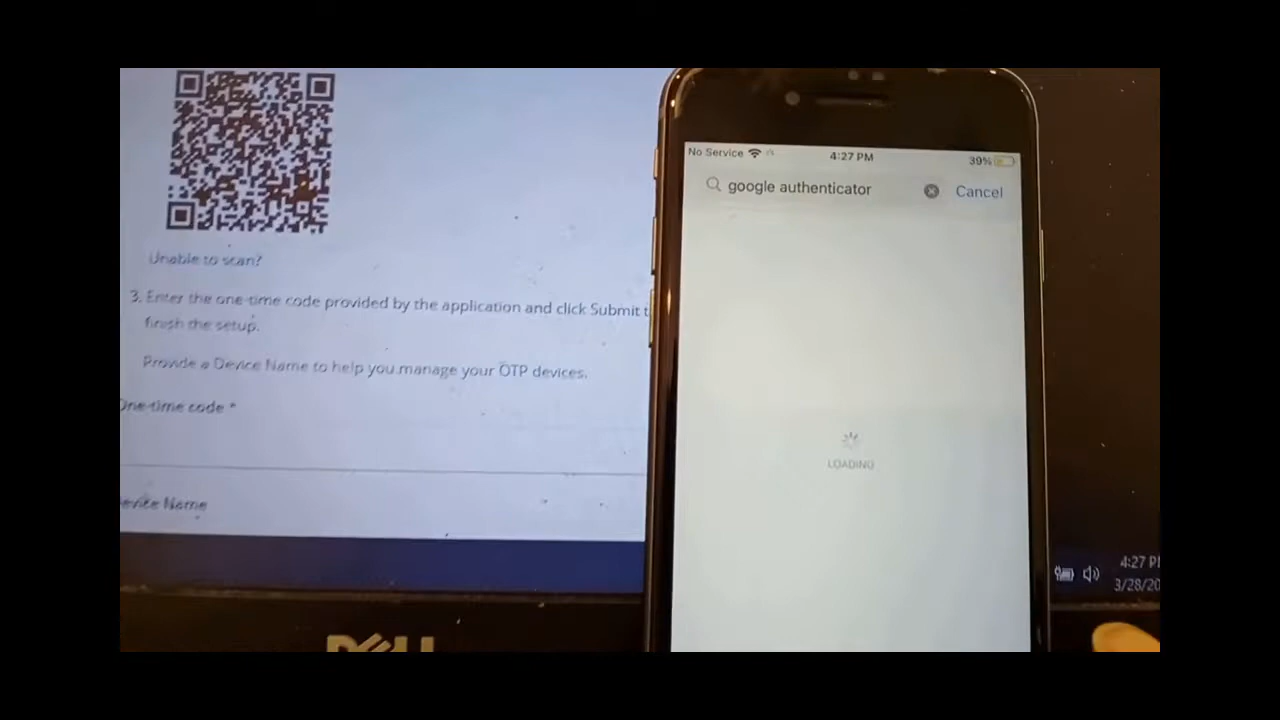 Unable to scan?
3. Enter the one-time code provided by the application and click Submit t
finish the setup.
Provide a Device Name to help you manage your OTP devices.
One-time code *
evice Name
DELL
No Service
4:27 PM
39%
google authenticator
Cancel
LOADING
4:27 P
3/28/20